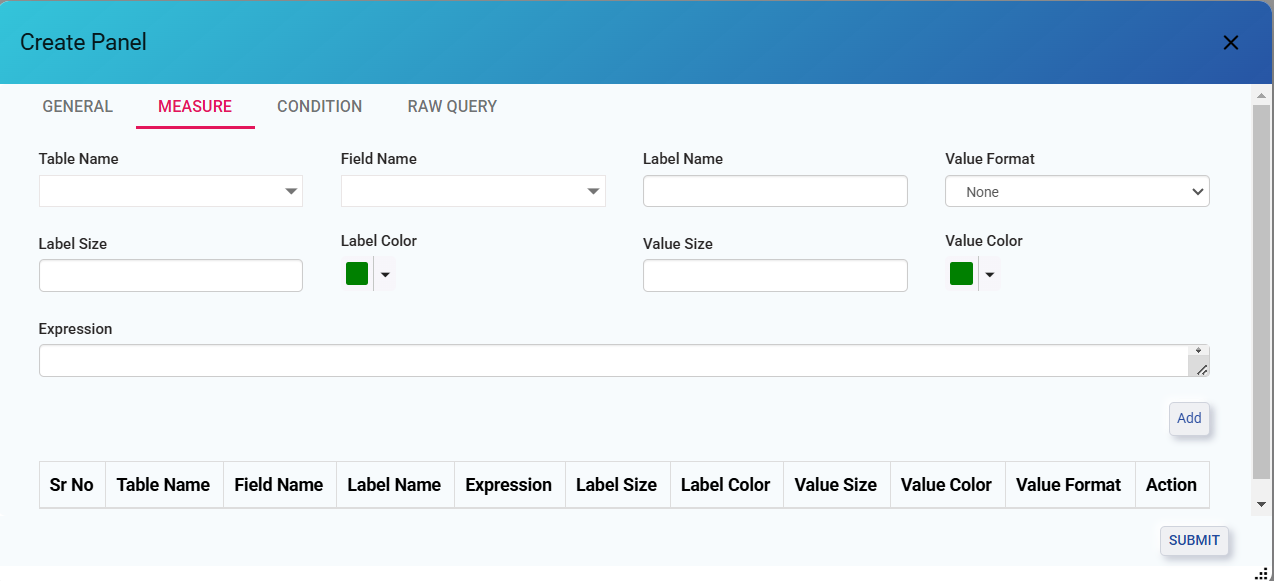 Create Panel
GENERAL MEASURE CONDITION RAW QUERY
Table Name Field Name Label Name Value Format
None
Label Size Label Color Value Size Value Color
Expression
Add
Sr No Table Name Field Name Label Name Expression Label Size Label Color Value Size Value Color Value Format Action
SUBMIT